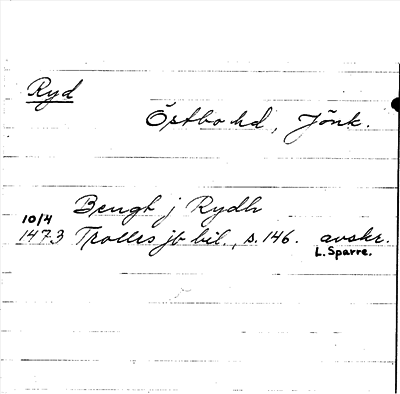 Ryd
Östbo hd, Jönk.
Bengt j Rydh
10/4
1473 Trolles jb bil., s. 146. avskr.
L. Sparre.